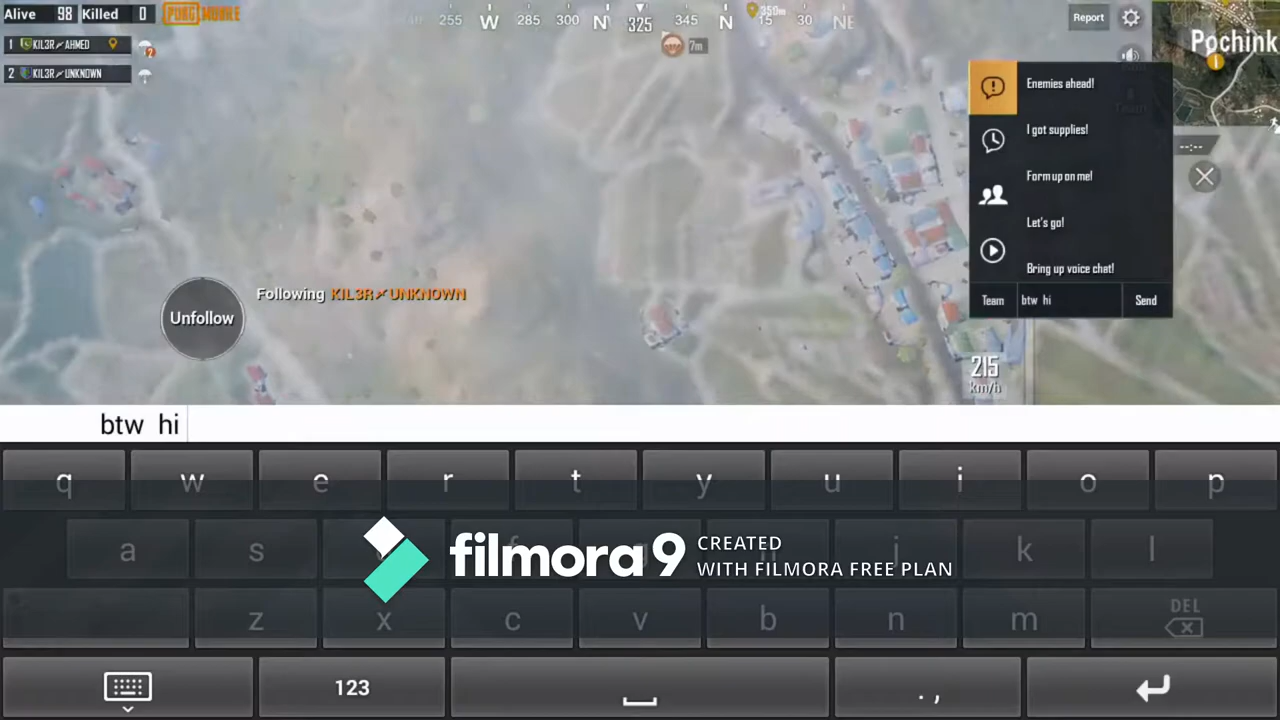 Alive 98 Killed 0 PUBG MOBILE
255 W 285 300 N 325 345 N 15 30 NE
350m
7m
Report
Pochink
1 KIL3R AHMED
2
2 KIL3R UNKNOWN
Enemies ahead!
I got supplies!
Form up on me!
Let's go!
Bring up voice chat!
Team btw hi Send
--:--
Following KIL3R UNKNOWN
Unfollow
215
km/h
btw hi
q w e r t y u i o p
a s f g j k l
z x c v b n m DEL
123 . ,
filmora9 CREATED
WITH FILMORA FREE PLAN